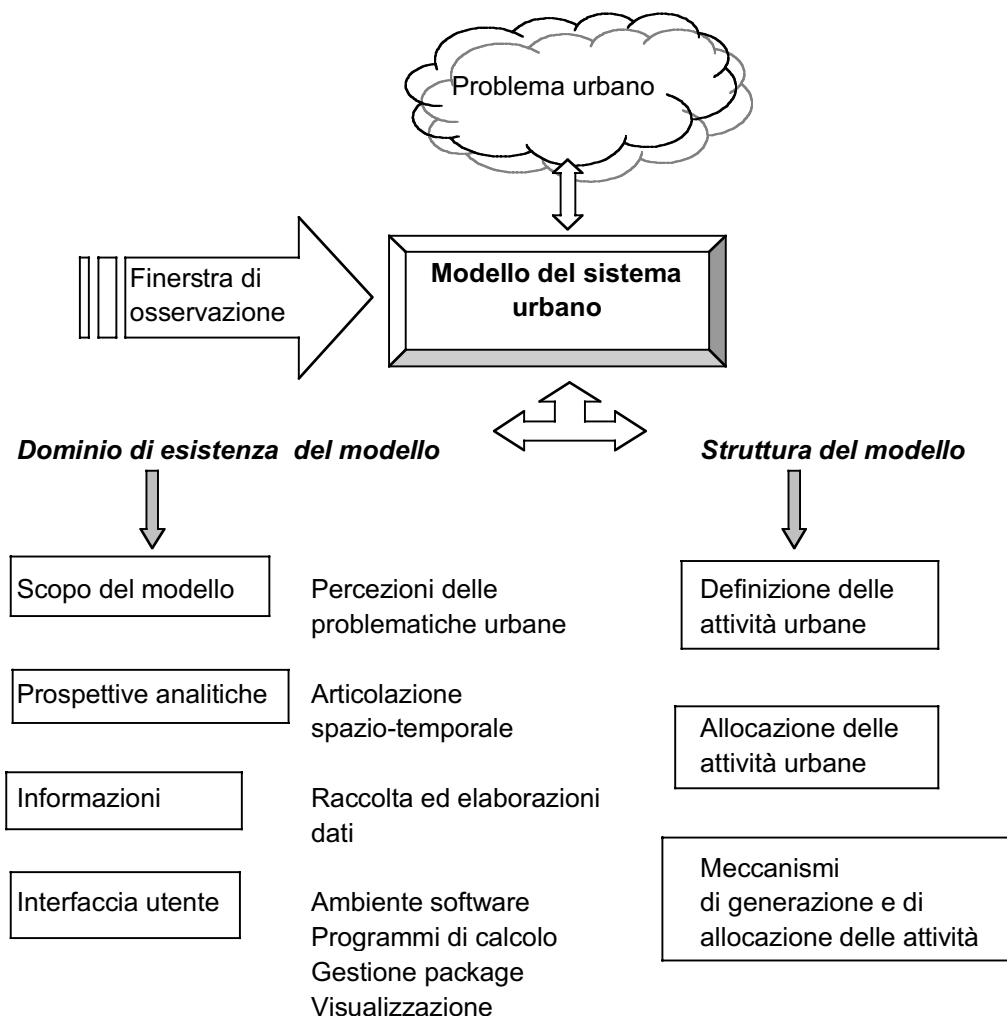 Problema urbano
Finerstra di
osservazione
Modello del sistema
urbano
Dominio di esistenza del modello
Struttura del modello
Scopo del modello
Percezioni delle
problematiche urbane
Definizione delle
attività urbane
Prospettive analitiche
Articolazione
spazio-temporale
Allocazione delle
attività urbane
Informazioni
Raccolta ed elaborazioni
dati
Interfaccia utente
Ambiente software
Programmi di calcolo
Gestione package
Visualizzazione
Meccanismi
di generazione e di
allocazione delle attività